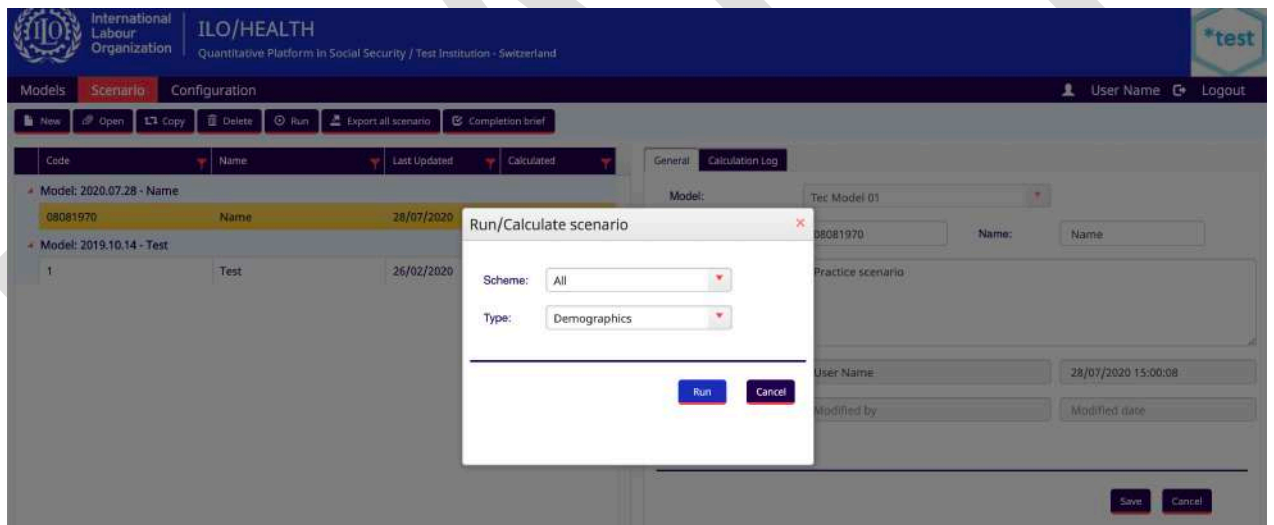 International
Labour
Organization
ILO/HEALTH
Quantitative Platform in Social Security / Test Institution - Switzerland
*test
Models Scenario Configuration User Name Logout
New Open Copy Delete Run Export all scenario Completion brief
Code Name Last Updated Calculated
General Calculation Log
Model: 2020.07.28 - Name
Model: Tec Model 01
08081970 Name 28/07/2020
08081970 Name: Name
Model: 2019.10.14 - Test
1 Test 26/02/2020
Practice scenario
Run/Calculate scenario
Scheme: All
Type: Demographics
Run Cancel
User Name 28/07/2020 15:00:08
Modified by Modified date
Save Cancel